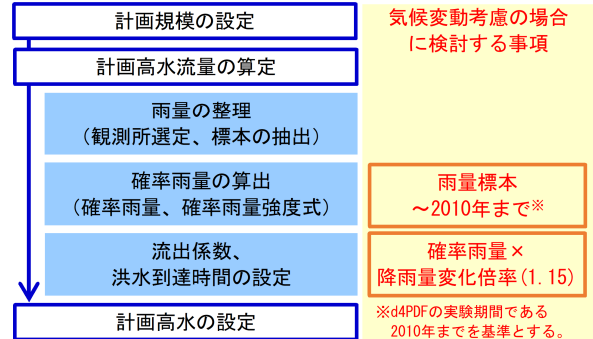 計画規模の設定
計画高水流量の算定
雨量の整理
（観測所選定、標本の抽出）
確率雨量の算出
（確率雨量、確率雨量強度式）
流出係数、
洪水到達時間の設定
計画高水の設定
気候変動考慮の場合
に検討する事項
雨量標本
～2010年まで※
確率雨量×
降雨量変化倍率(1.15)
※d4PDFの実験期間である
2010年までを基準とする。